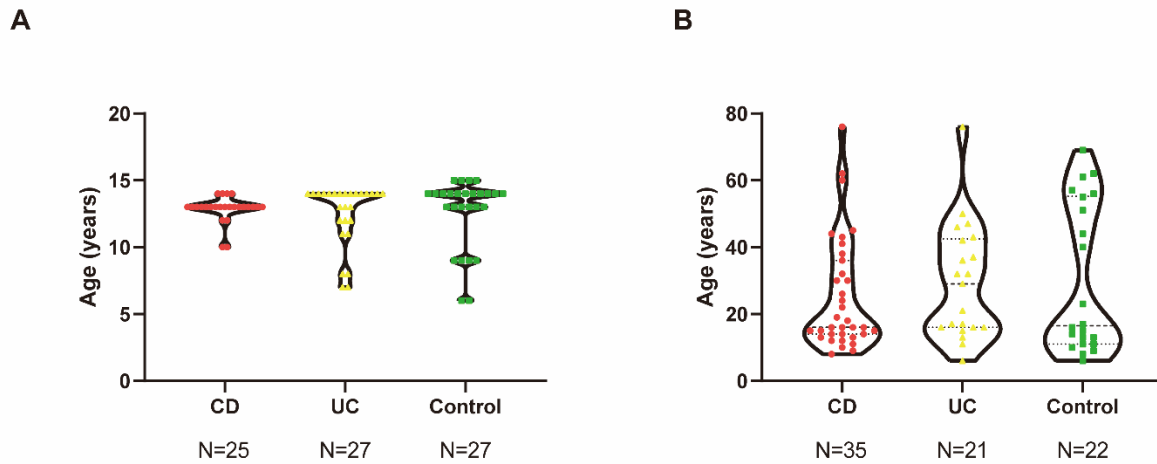 A
B
Age (years)
20
15
10
5
0
CD
UC
Control
N=25
N=27
N=27
Age (years)
80
60
40
20
0
CD
UC
Control
N=35
N=21
N=22